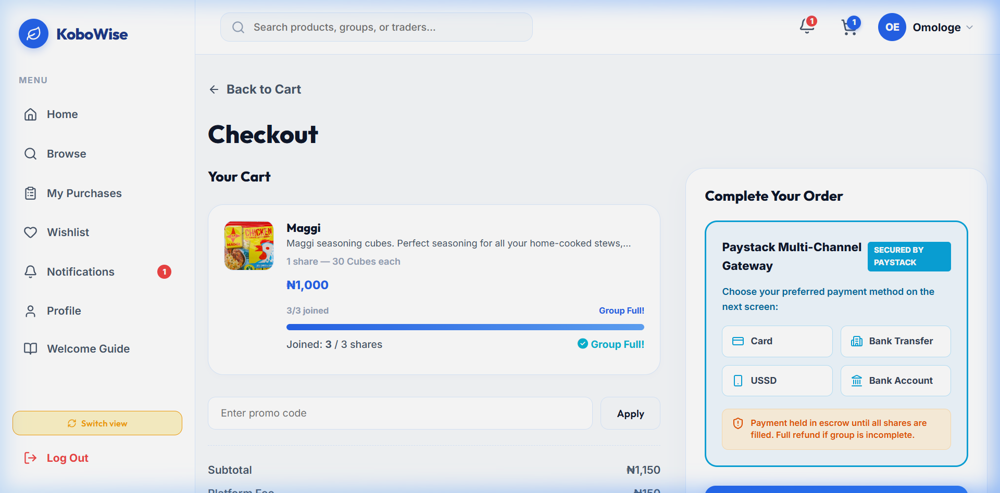 KoboWise
Search products, groups, or traders...
1
1
OE
Omologe
MENU
Home
Browse
My Purchases
Wishlist
Notifications
1
Profile
Welcome Guide
Switch view
Log Out
Back to Cart
Checkout
Your Cart
MAGGI
CHICKEN
Maggi
Maggi seasoning cubes. Perfect seasoning for all your home-cooked stews,...
1 share — 30 Cubes each
₦1,000
3/3 joined
Group Full!
Joined: 3 / 3 shares
Group Full!
Enter promo code
Apply
Subtotal
₦1,150
Platform Fee
₦150
Complete Your Order
Paystack Multi-Channel
Gateway
SECURED BY
PAYSTACK
Choose your preferred payment method on the
next screen:
Card
Bank Transfer
USSD
Bank Account
Payment held in escrow until all shares are
filled. Full refund if group is incomplete.